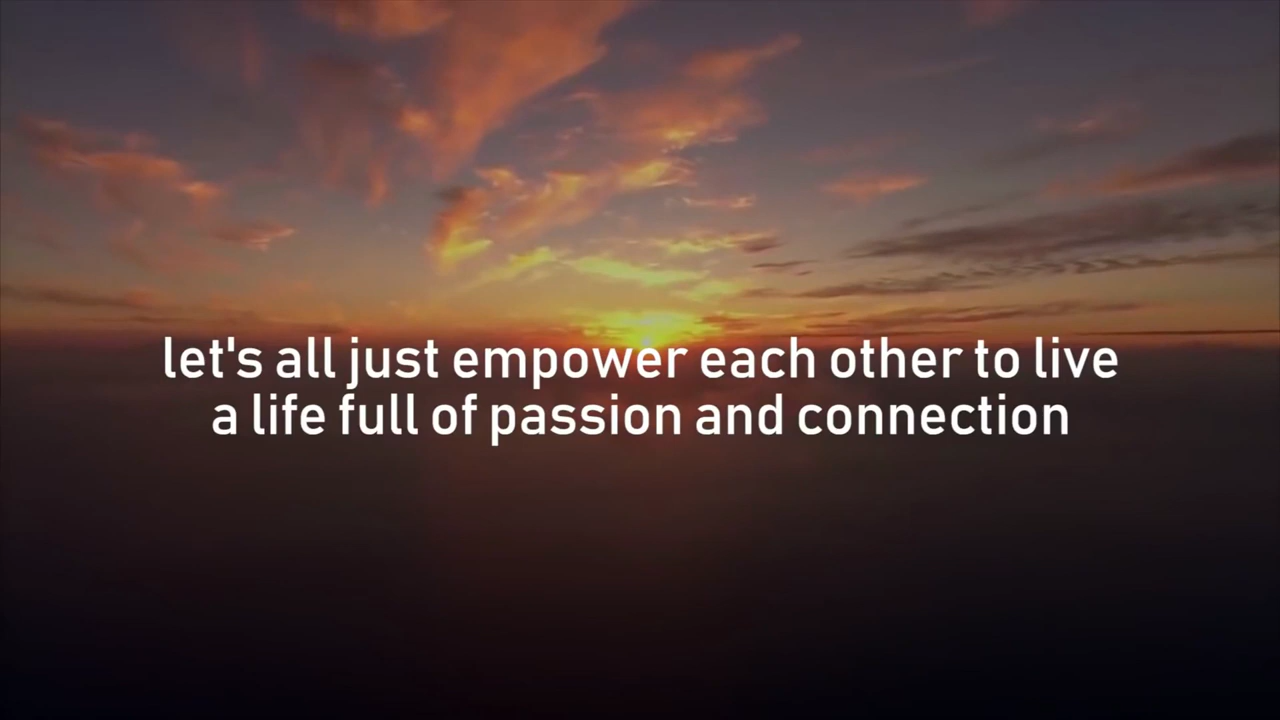 let's all just empower each other to live
a life full of passion and connection